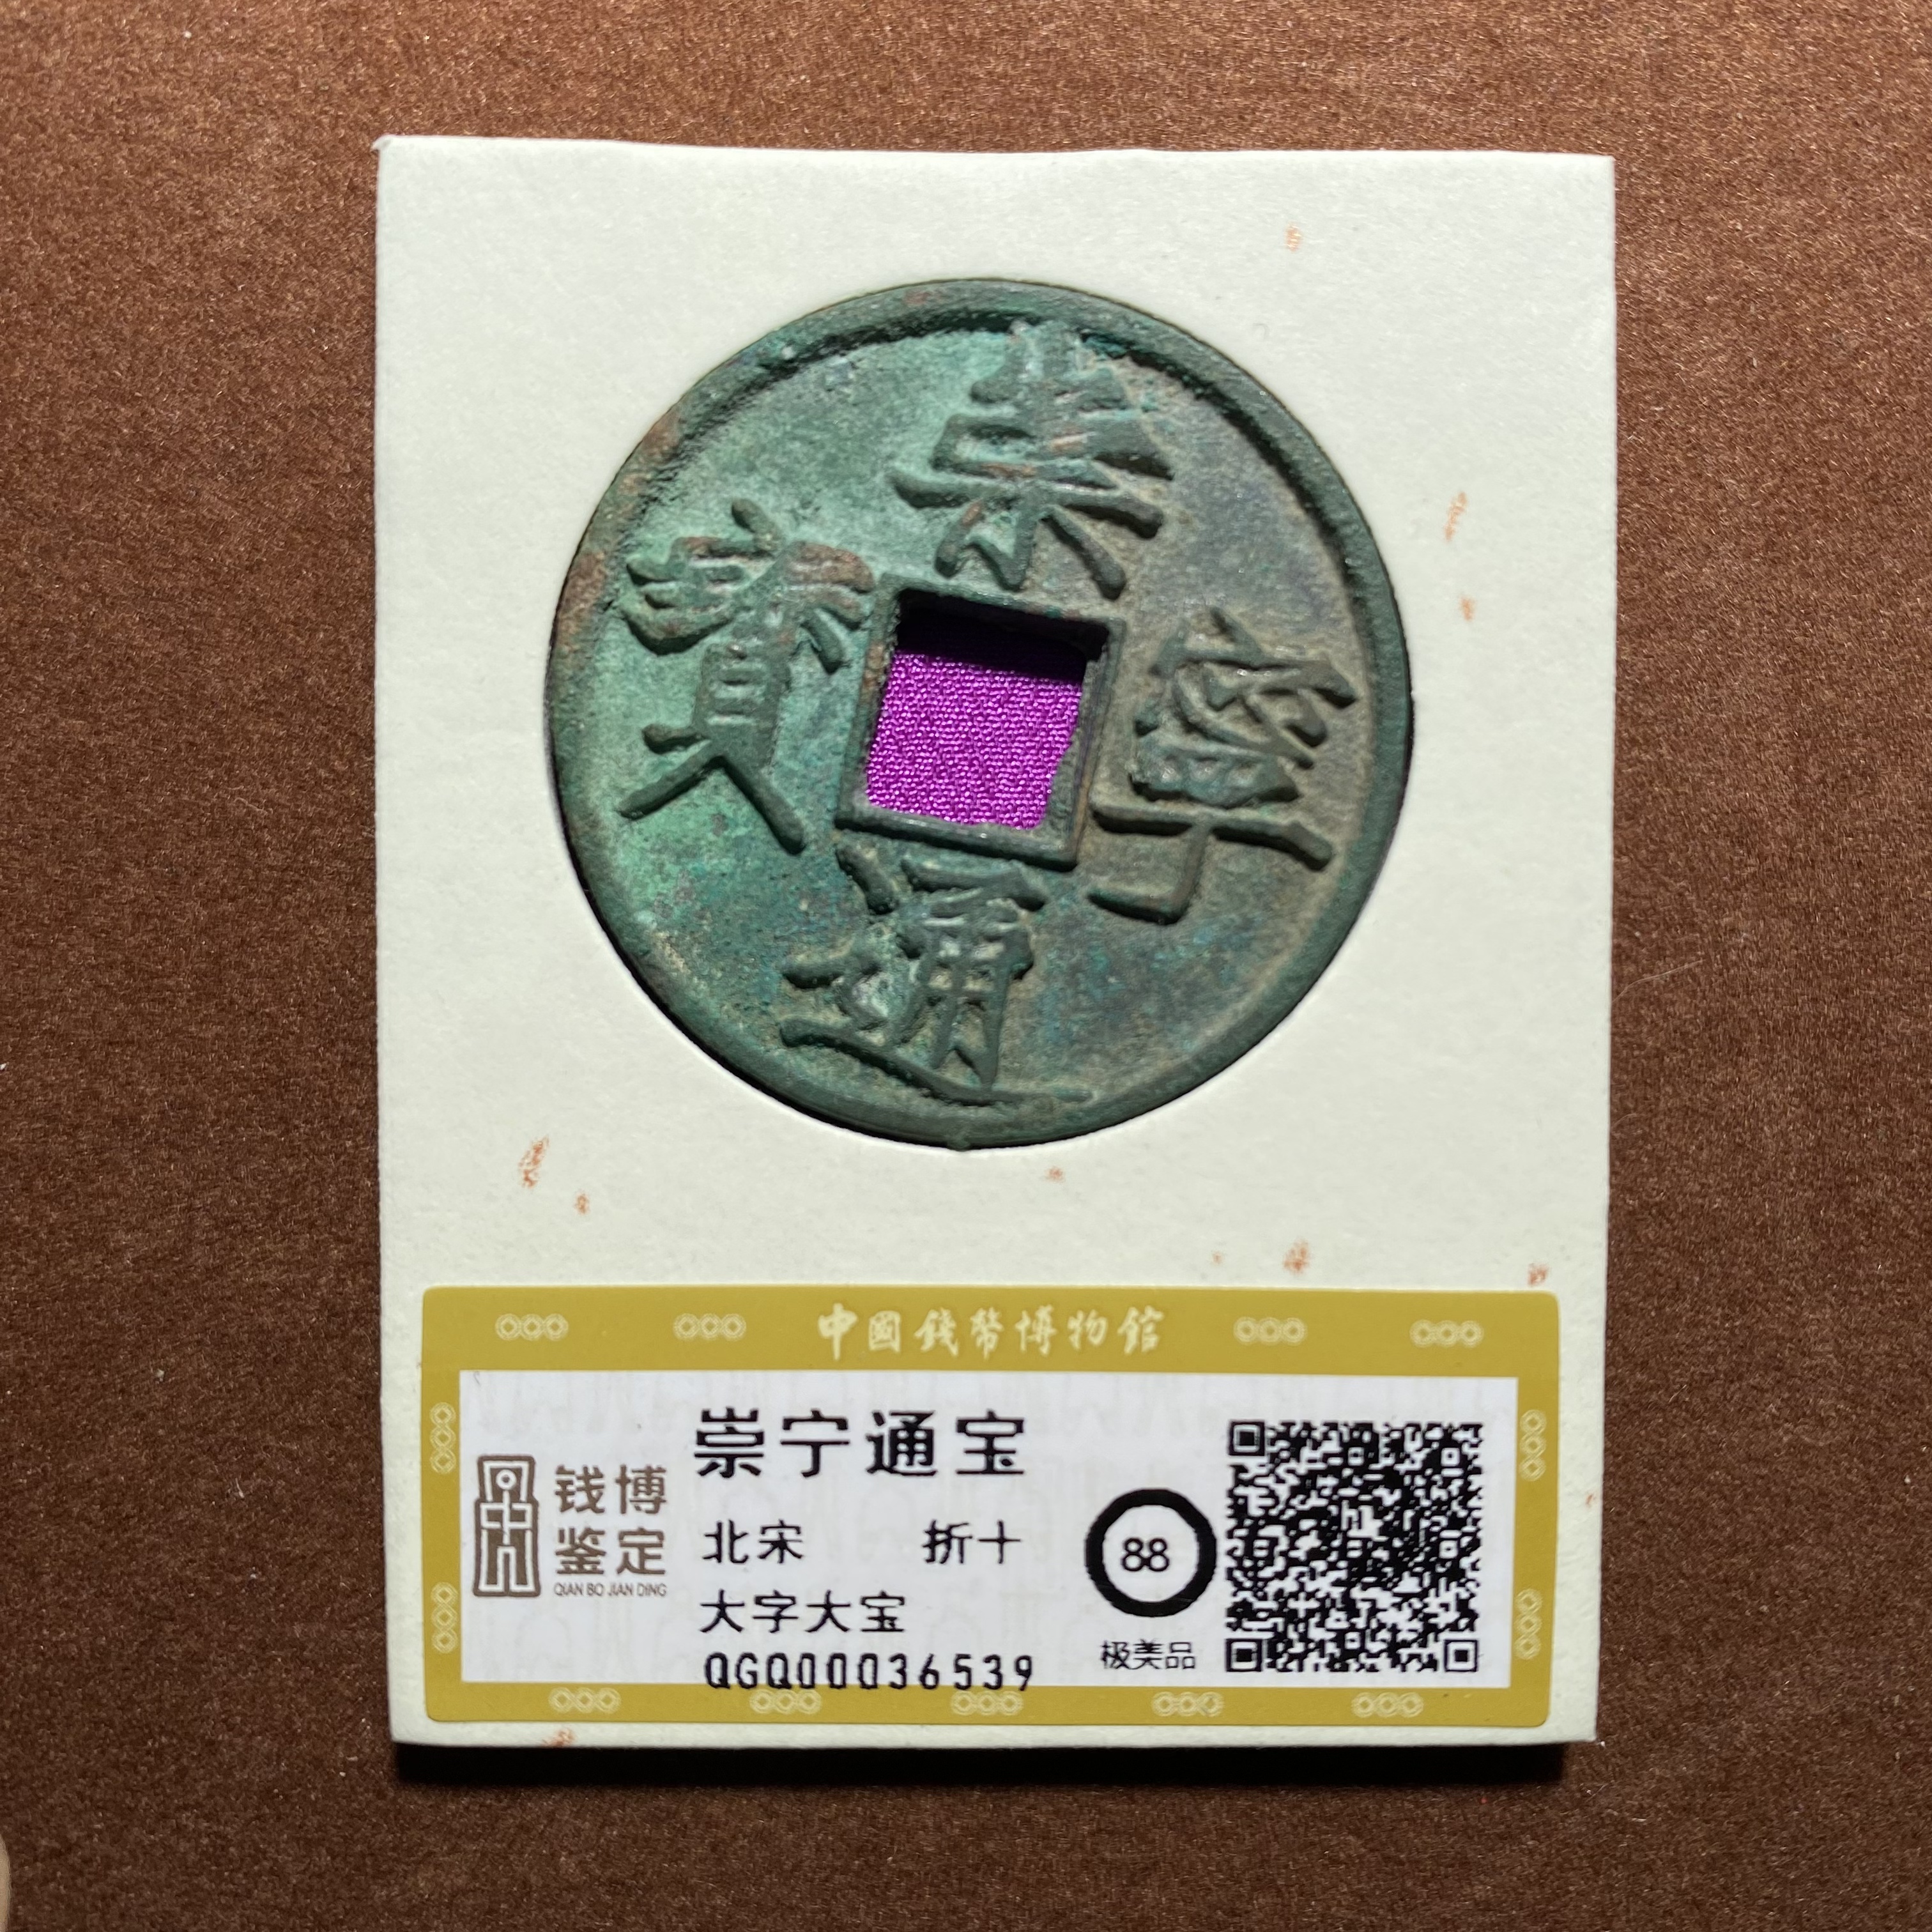 崇
寧
通
寶
中國錢幣博物館
钱博
鉴定
QIAN BO JIAN DING
崇宁通宝
北宋 折十
大字大宝
QGQ00036539
88
极美品